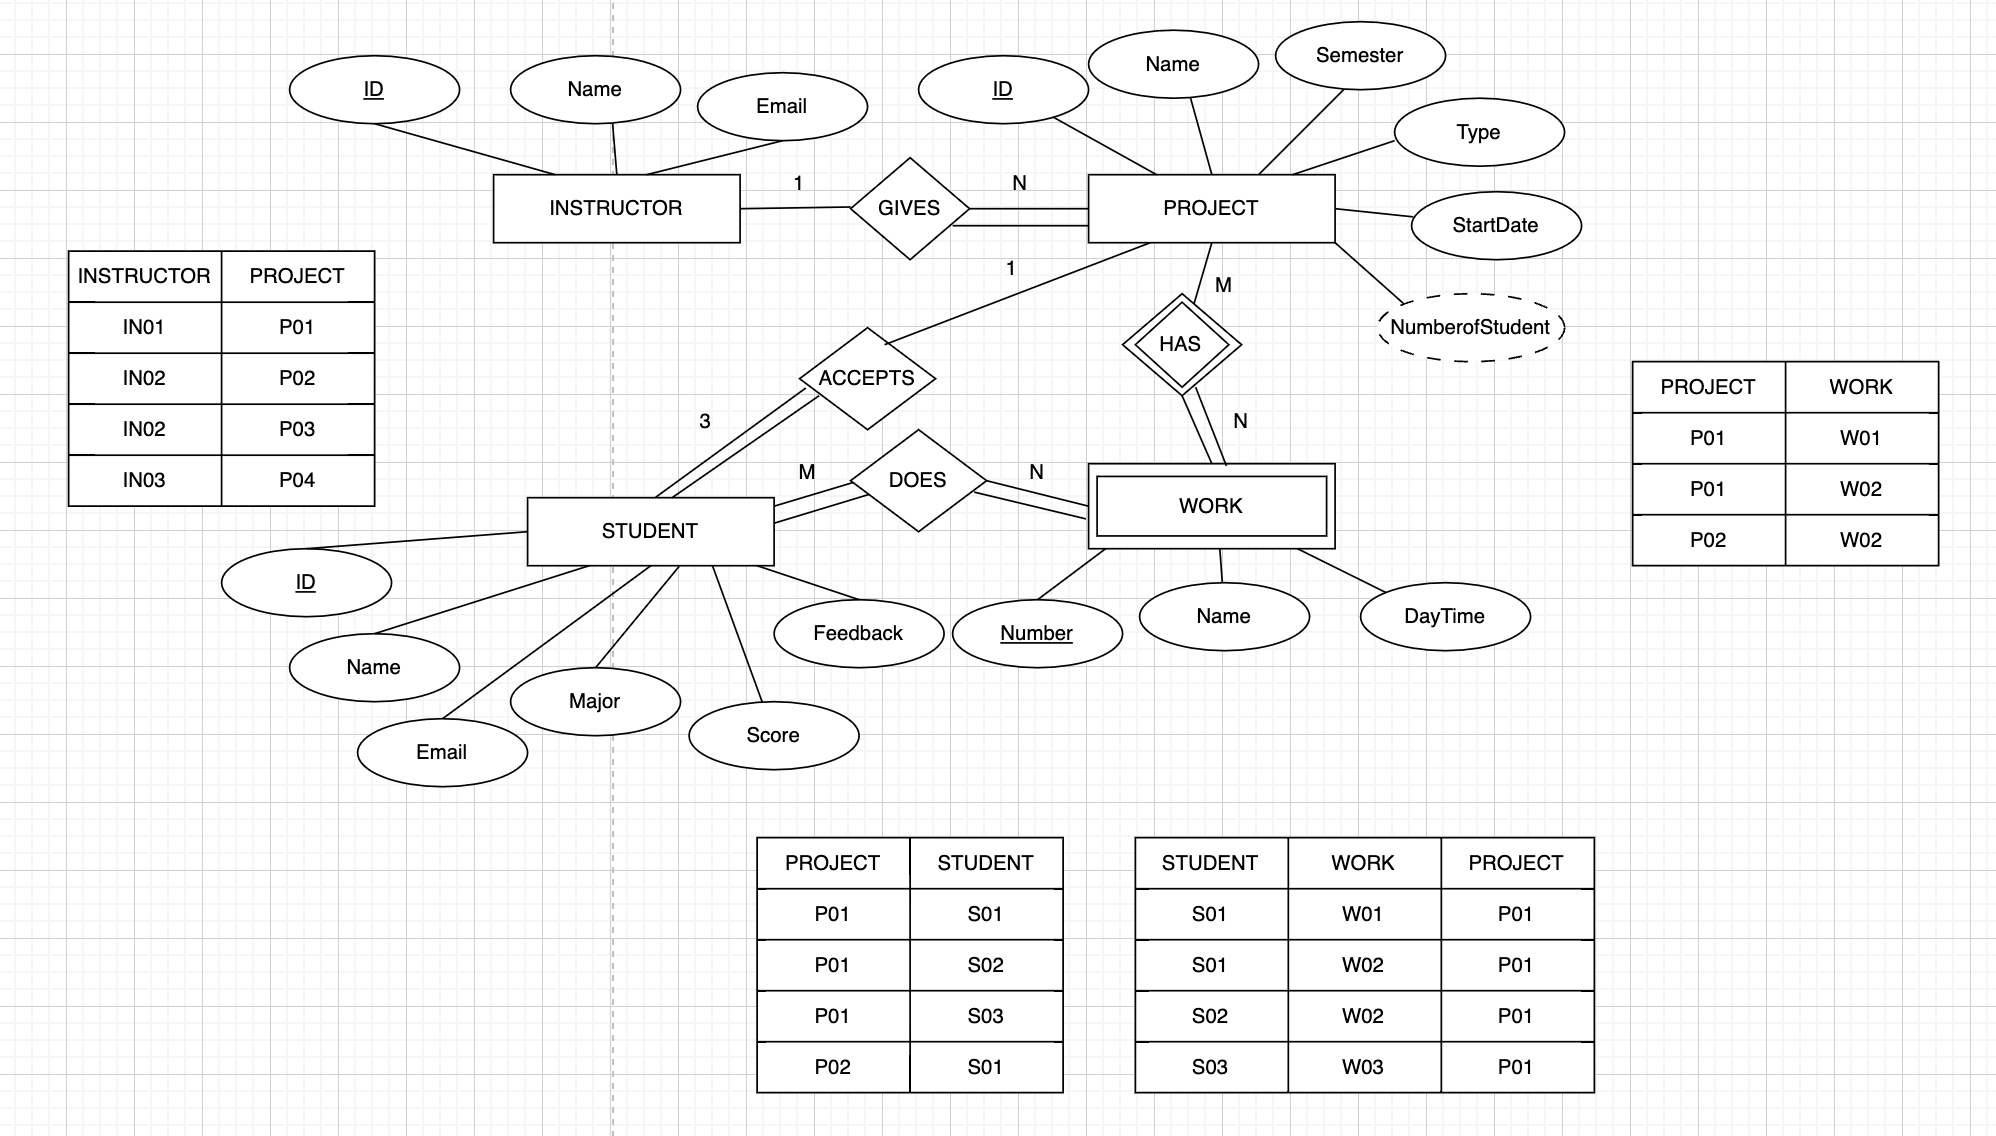 ID
Name
Email
ID
Name
Semester
Type
StartDate
NumberofStudent
INSTRUCTOR
1
GIVES
N
PROJECT
1
M
HAS
N
ACCEPTS
3
M
DOES
N
STUDENT
WORK
ID
Name
Email
Major
Score
Feedback
Number
Name
DayTime
INSTRUCTOR PROJECT
IN01 P01
IN02 P02
IN02 P03
IN03 P04
PROJECT WORK
P01 W01
P01 W02
P02 W02
PROJECT STUDENT
P01 S01
P01 S02
P01 S03
P02 S01
STUDENT WORK PROJECT
S01 W01 P01
S01 W02 P01
S02 W02 P01
S03 W03 P01